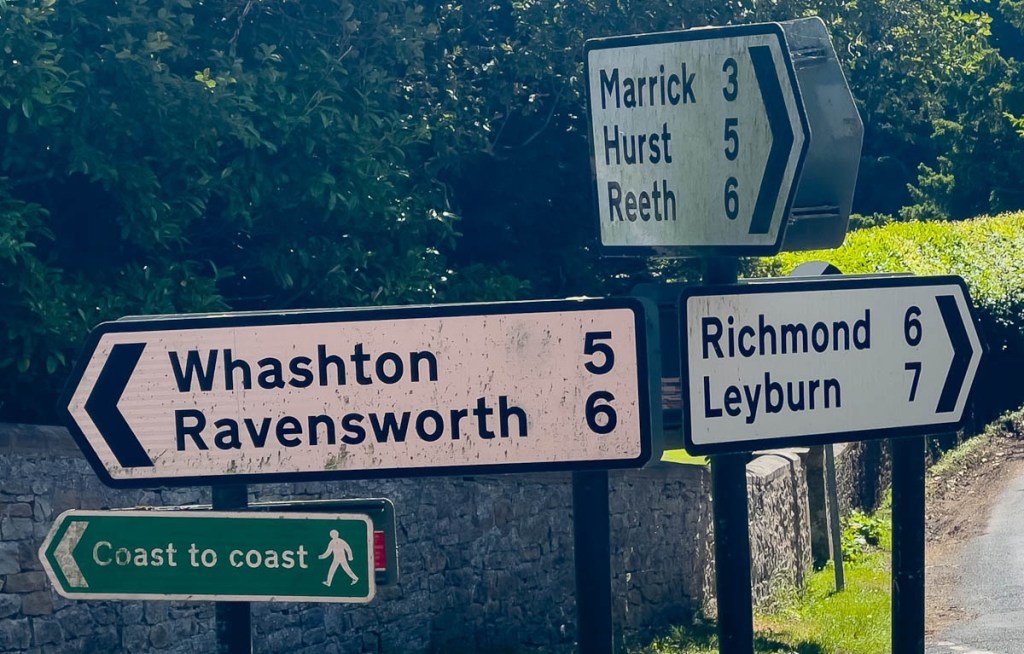 Marrick 3
Hurst 5
Reeth 6
Whashton 5
Ravensworth 6
Richmond 6
Leyburn 7
Coast to coast